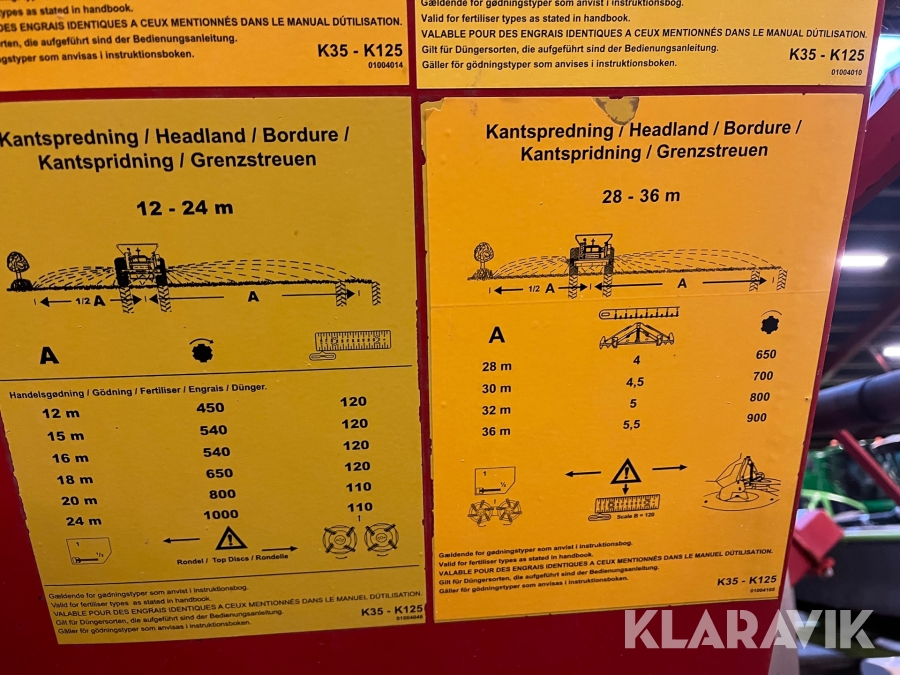 types as stated in handbook.
DES ENGRAIS IDENTIQUES A CEUX MENTIONNÉS DANS LE MANUAL DÚTILISATION.
sorten, die aufgeführt sind der Bedienungsanleitung.
ngstyper som anvisas i instruktionsboken.
K35 - K125
01004014
Gældende for gødningstyper som anvist i instruktionsbog.
Valid for fertiliser types as stated in handbook.
VALABLE POUR DES ENGRAIS IDENTIQUES A CEUX MENTIONNÉS DANS LE MANUAL DÚTILISATION.
Gilt für Düngersorten, die aufgeführt sind der Bedienungsanleitung.
Gäller för gödningstyper som anvisas i instruktionsboken.
K35 - K125
01004010
Kantspredning / Headland / Bordure /
Kantspridning / Grenzstreuen
12 - 24 m
1/2 A
A
A
Handelsgødning / Gödning / Fertiliser / Engrais / Dünger.
12 m 450 120
15 m 540 120
16 m 540 120
18 m 650 120
20 m 800 110
24 m 1000 110
Rondel / Top Discs / Rondelle
Gældende for gødningstyper som anvist i instruktionsbog.
Valid for fertiliser types as stated in handbook.
VALABLE POUR DES ENGRAIS IDENTIQUES A CEUX MENTIONNÉS DANS LE MANUEL DÚTILISATION.
Gilt für Düngersorten, die aufgeführt sind der Bedienungsanleitung.
Gäller för gödningstyper som anvisas i instruktionsboken.
K35 - K125
Kantspredning / Headland / Bordure /
Kantspridning / Grenzstreuen
28 - 36 m
1/2 A
A
A
28 m 4 650
30 m 4,5 700
32 m 5 800
36 m 5,5 900
1
Scale B = 120
Gældende for gødningstyper som anvist i instruktionsbog.
Valid for fertiliser types as stated in handbook.
VALABLE POUR DES ENGRAIS IDENTIQUES A CEUX MENTIONNÉS DANS LE MANUEL DÚTILISATION.
Gilt für Düngersorten, die aufgeführt sind der Bedienungsanleitung.
Gäller för gödningstyper som anvisas i instruktionsboken.
K35 - K125
KLARAVIK